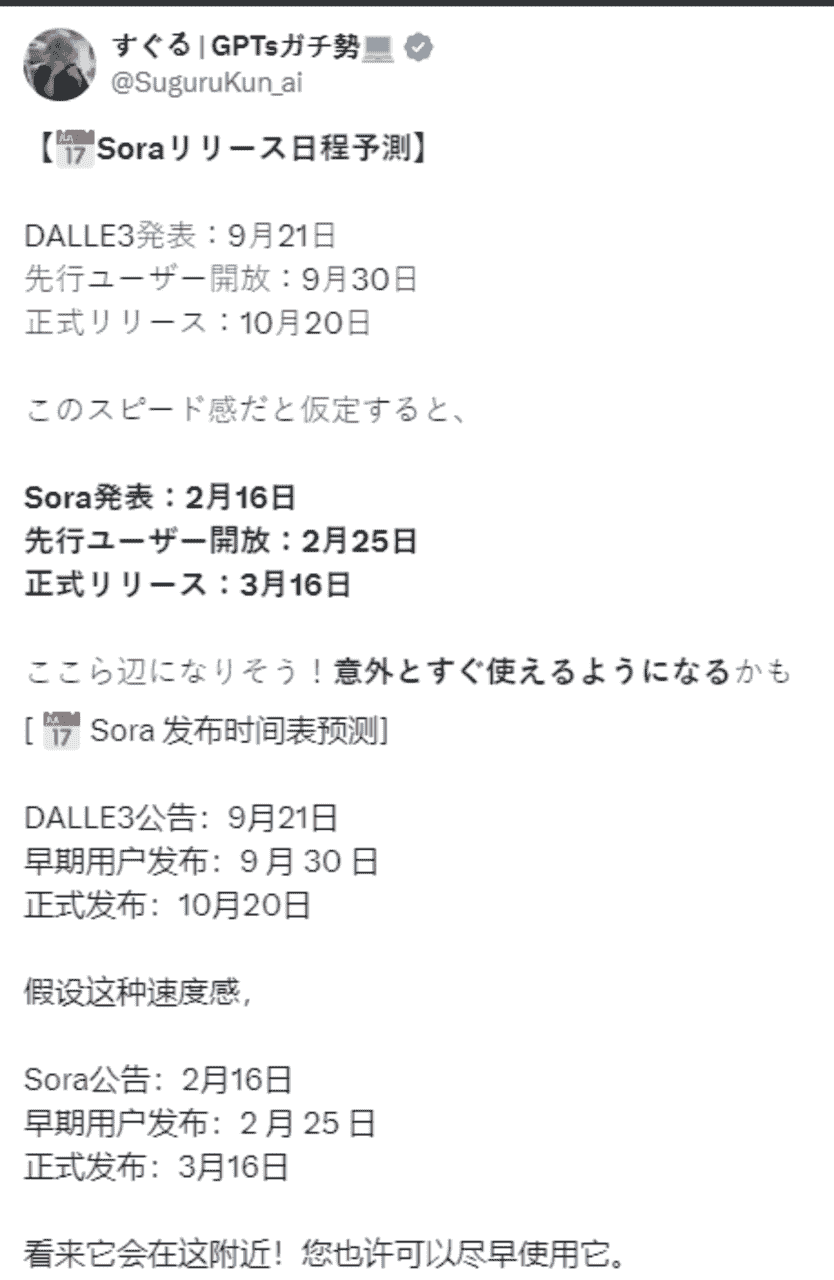 すぐる | GPTsガチ勢💻
@SuguruKun_ai
【📅Soraリリース日程予測】
DALLE3発表：9月21日
先行ユーザー開放：9月30日
正式リリース：10月20日
このスピード感だと仮定すると、
Sora発表：2月16日
先行ユーザー開放：2月25日
正式リリース：3月16日
ここら辺になりそう！意外とすぐ使えるようになるかも
[ 📅 Sora 发布时间表预测]
DALLE3公告：9月21日
早期用户发布：9 月 30 日
正式发布：10月20日
假设这种速度感，
Sora公告：2月16日
早期用户发布：2 月 25 日
正式发布：3月16日
看来它会在这附近！您也许可以尽早使用它。